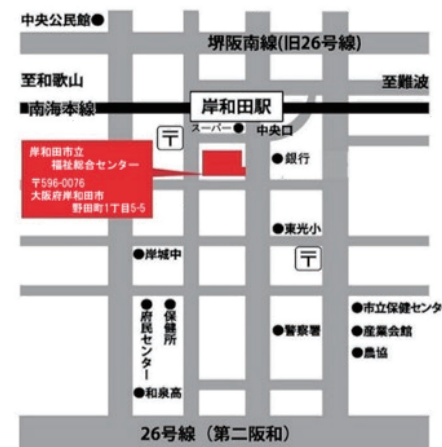 中央公民館●
堺阪南線(旧26号線)
至和歌山
至難波
南海本線
岸和田駅
スーパー●
中央口
〒
岸和田市立
福祉総合センター
〒596-0076
大阪府岸和田市
野田町1丁目5-5
●銀行
●東光小
●岸城中
〒
●府民センター
●保健所
●市立保健センタ
●警察署
●産業会館
●農協
●和泉高
26号線（第二阪和）